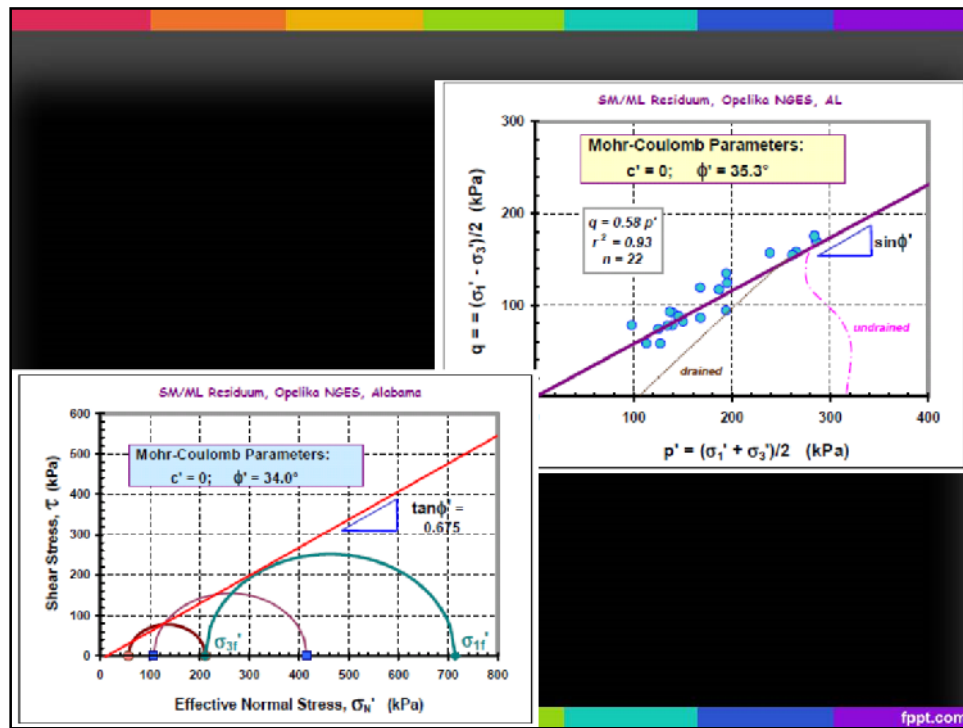 SM/ML Residuum, Opelika NGES, AL
300
Mohr-Coulomb Parameters:
c' = 0; ϕ' = 35.3°
q = 0.58 p'
r² = 0.93
n = 22
200
sinϕ'
100
undrained
drained
100 200 300 400
q = = (σ₁' - σ₃')/2 (kPa)
p' = (σ₁' + σ₃')/2 (kPa)
SM/ML Residuum, Opelika NGES, Alabama
600
Mohr-Coulomb Parameters:
c' = 0; ϕ' = 34.0°
500
400
tanϕ' =
0.675
300
200
100
σ₃f' σ₁f'
0
0 100 200 300 400 500 600 700 800
Shear Stress, τ (kPa)
Effective Normal Stress, σN' (kPa)
fppt.com